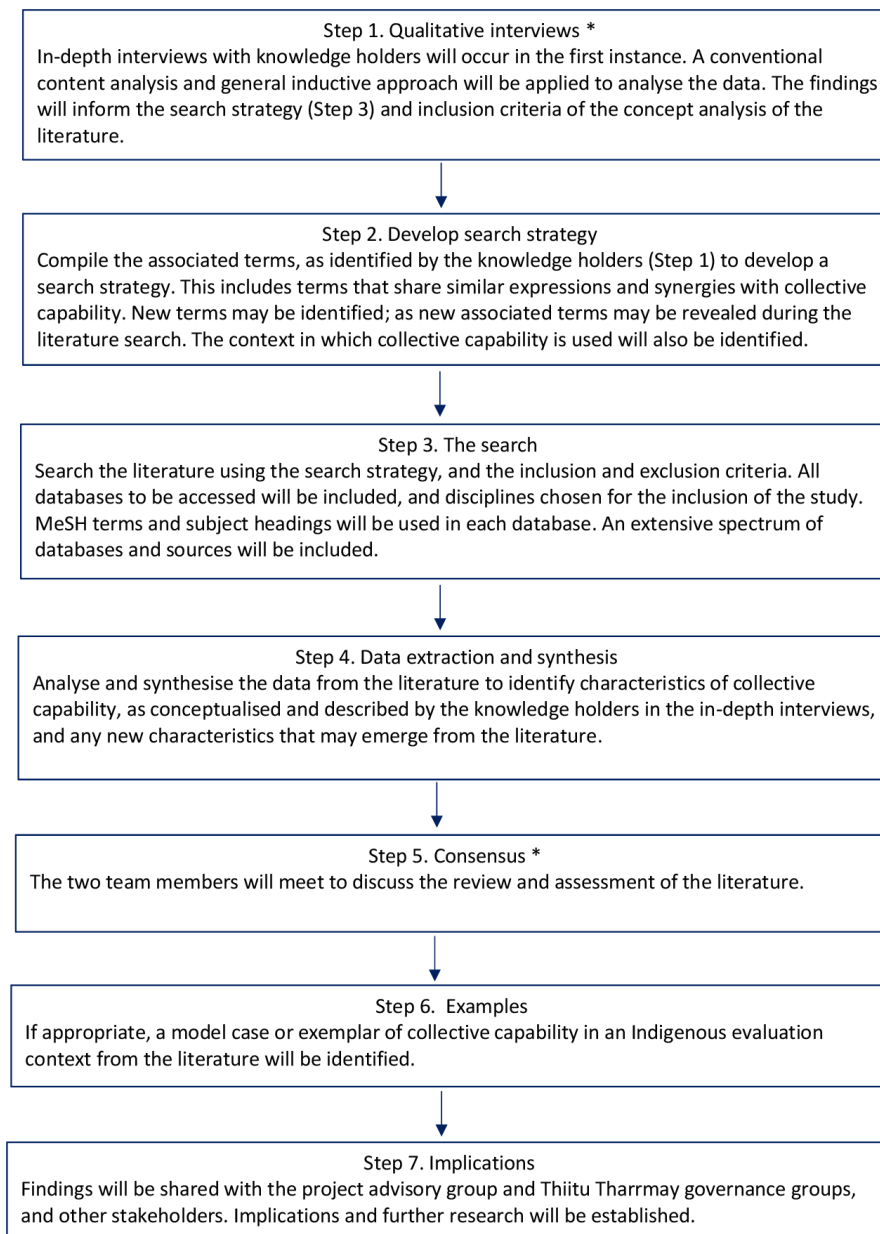 Step 1. Qualitative interviews *
In-depth interviews with knowledge holders will occur in the first instance. A conventional
content analysis and general inductive approach will be applied to analyse the data. The findings
will inform the search strategy (Step 3) and inclusion criteria of the concept analysis of the
literature.
Step 2. Develop search strategy
Compile the associated terms, as identified by the knowledge holders (Step 1) to develop a
search strategy. This includes terms that share similar expressions and synergies with collective
capability. New terms may be identified; as new associated terms may be revealed during the
literature search. The context in which collective capability is used will also be identified.
Step 3. The search
Search the literature using the search strategy, and the inclusion and exclusion criteria. All
databases to be accessed will be included, and disciplines chosen for the inclusion of the study.
MeSH terms and subject headings will be used in each database. An extensive spectrum of
databases and sources will be included.
Step 4. Data extraction and synthesis
Analyse and synthesise the data from the literature to identify characteristics of collective
capability, as conceptualised and described by the knowledge holders in the in-depth interviews,
and any new characteristics that may emerge from the literature.
Step 5. Consensus *
The two team members will meet to discuss the review and assessment of the literature.
Step 6.  Examples
If appropriate, a model case or exemplar of collective capability in an Indigenous evaluation
context from the literature will be identified.
Step 7. Implications
Findings will be shared with the project advisory group and Thiitu Tharrmay governance groups,
and other stakeholders. Implications and further research will be established.